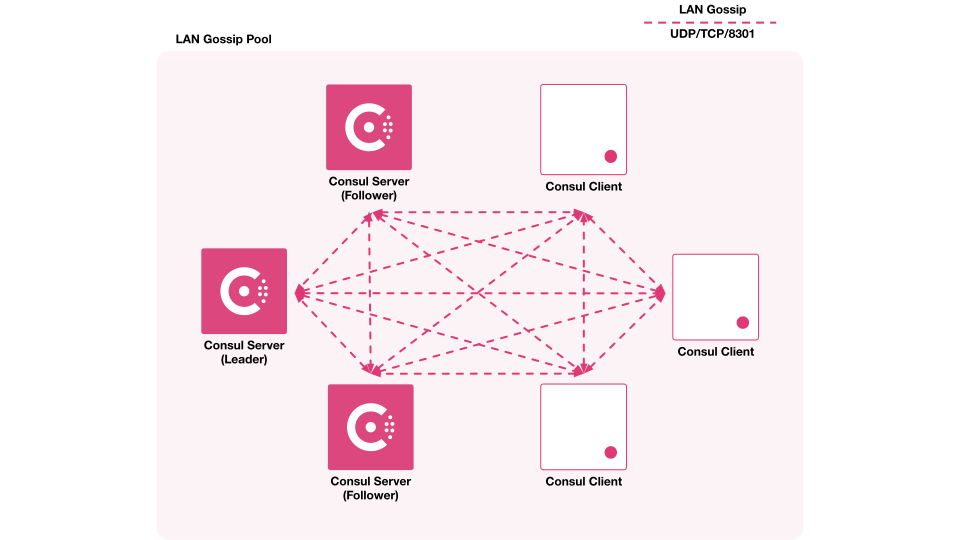 LAN Gossip
UDP/TCP/8301
LAN Gossip Pool
Consul Server
(Follower)
Consul Client
Consul Server
(Leader)
Consul Client
Consul Server
(Follower)
Consul Client